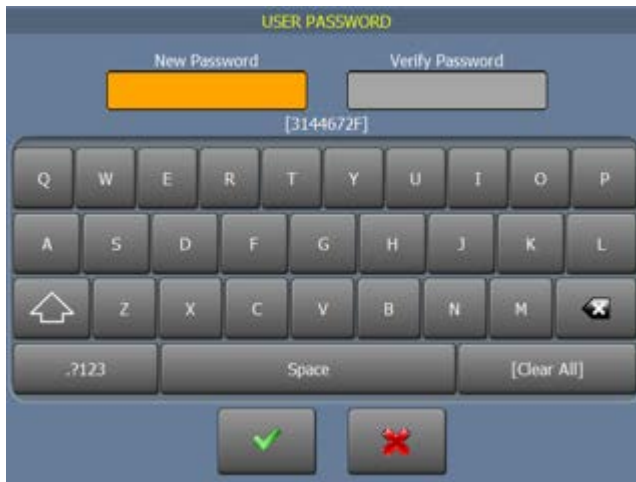 USER PASSWORD
New Password Verify Password
[3144672F]
Q W E R T Y U I O P
A S D F G H J K L
Z X C V B N M
.?123 Space [Clear All]